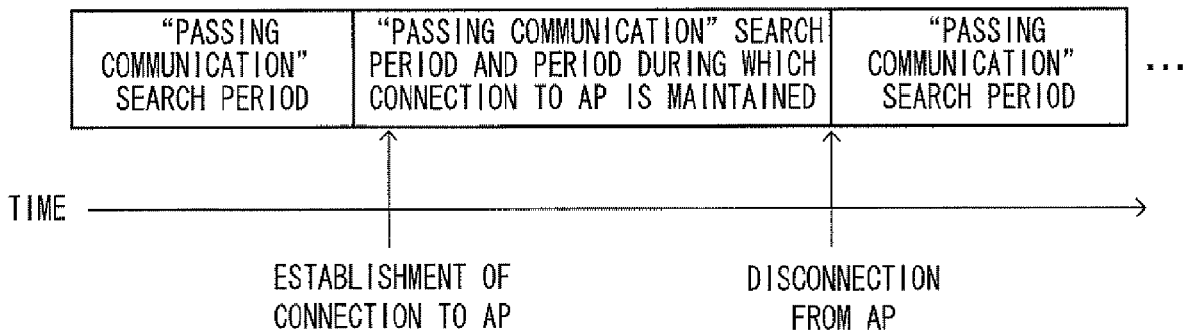 “PASSING
COMMUNICATION”
SEARCH PERIOD
“PASSING COMMUNICATION” SEARCH
PERIOD AND PERIOD DURING WHICH
CONNECTION TO AP IS MAINTAINED
“PASSING
COMMUNICATION”
SEARCH PERIOD
...
TIME
ESTABLISHMENT OF
CONNECTION TO AP
DISCONNECTION
FROM AP